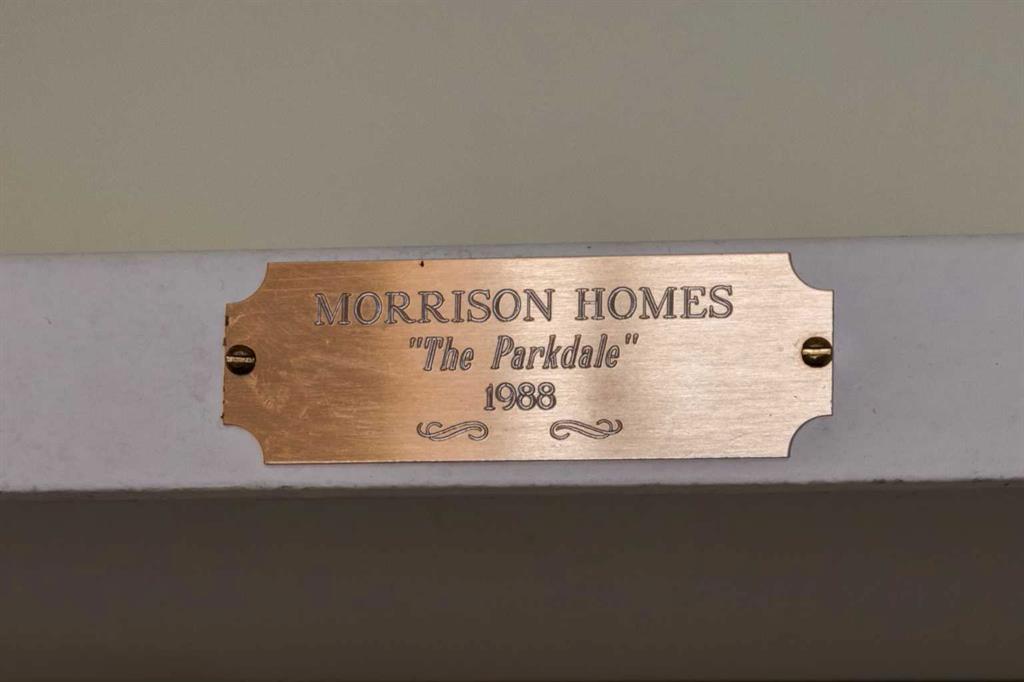 MORRISON HOMES
"The Parkdale"
1988